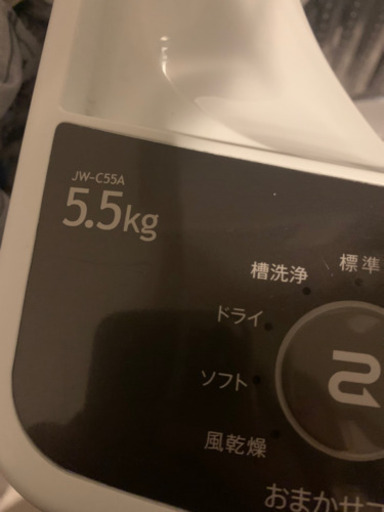 JW-C55A
5.5kg
標準
槽洗浄
ドライ
ソフト
風乾燥
おまかせ